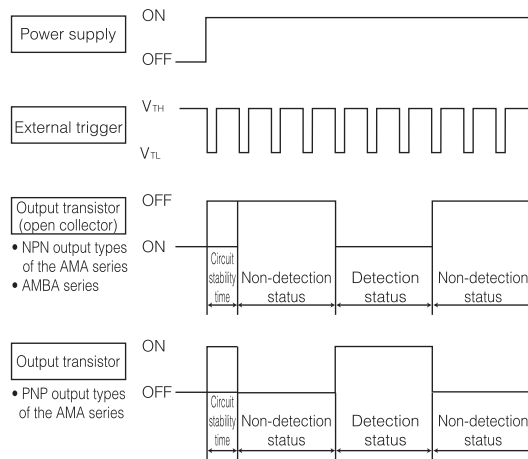 Power supply
ON
OFF
External trigger
VTH
VTL
Output transistor
(open collector)
• NPN output types
of the AMA series
• AMBA series
OFF
ON
Circuit
stability
time
Non-detection
status
Detection
status
Non-detection
status
Output transistor
• PNP output types
of the AMA series
ON
OFF
Circuit
stability
time
Non-detection
status
Detection
status
Non-detection
status